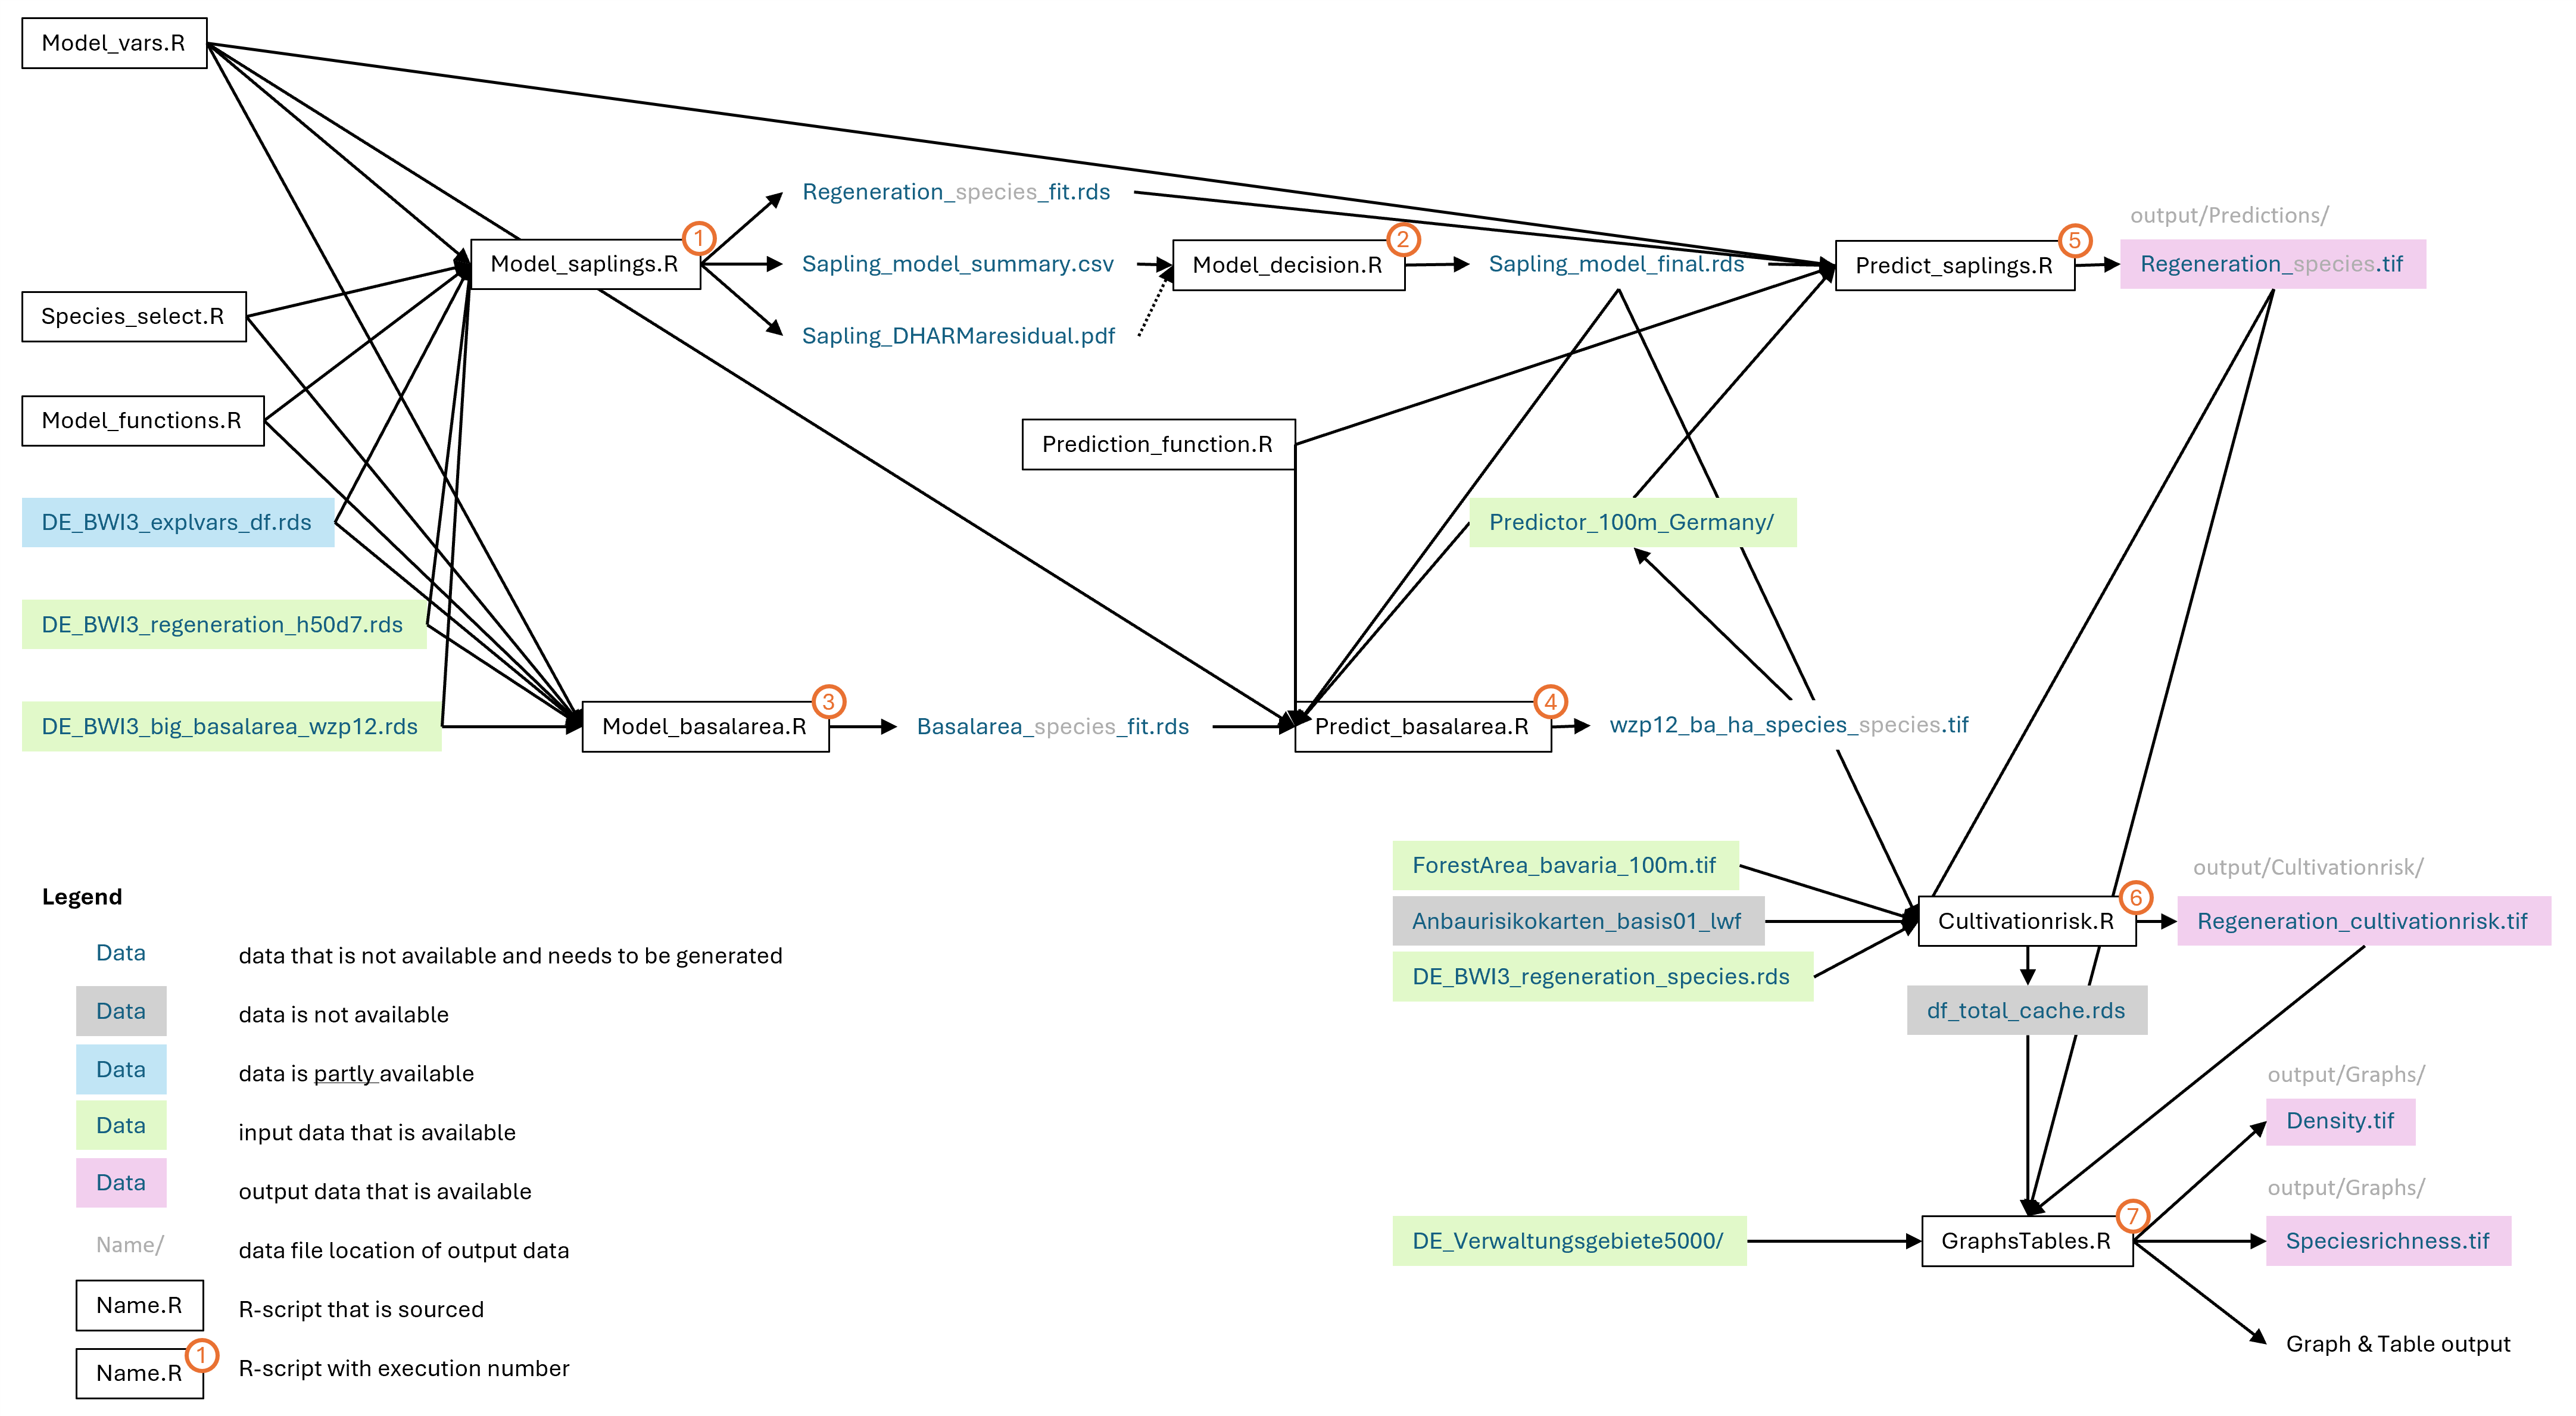 Model_vars.R
Regeneration_species_fit.rds
output/Predictions/
1
2
5
Model_saplings.R
Sapling_model_summary.csv
Model_decision.R
Sapling_model_final.rds
Predict_saplings.R
Regeneration_species.tif
Species_select.R
Sapling_DHARMaresidual.pdf
Model_functions.R
Prediction_function.R
DE_BWI3_explvars_df.rds
Predictor_100m_Germany/
DE_BWI3_regeneration_h50d7.rds
3
4
DE_BWI3_big_basalarea_wzp12.rds
Model_basalarea.R
Basalarea_species_fit.rds
Predict_basalarea.R
wzp12_ba_ha_species_species.tif
ForestArea_bavaria_100m.tif
output/Cultivationrisk/
6
Anbaurisikokarten_basis01_lwf
Cultivationrisk.R
Regeneration_cultivationrisk.tif
DE_BWI3_regeneration_species.rds
df_total_cache.rds
output/Graphs/
Density.tif
output/Graphs/
7
DE_Verwaltungsgebiete5000/
GraphsTables.R
Speciesrichness.tif
Graph & Table output
Legend
Data data that is not available and needs to be generated
Data data is not available
Data data is partly available
Data input data that is available
Data output data that is available
Name/ data file location of output data
Name.R R-script that is sourced
1
Name.R R-script with execution number